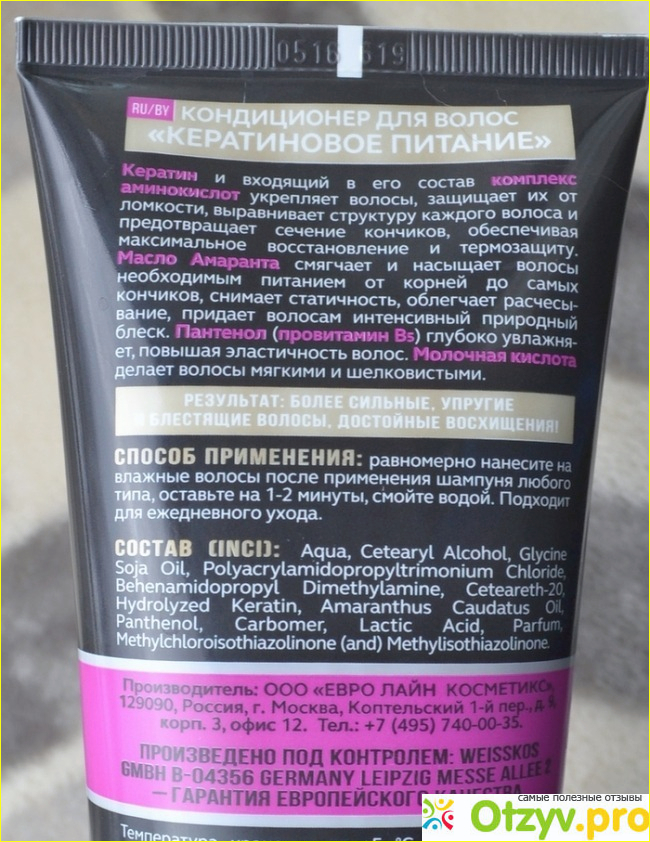 0516 619
RU/BY КОНДИЦИОНЕР ДЛЯ ВОЛОС
«КЕРАТИНОВОЕ ПИТАНИЕ»
Кератин и входящий в его состав комплекс
аминокислот укрепляет волосы, защищает их от
ломкости, выравнивает структуру каждого волоса и
предотвращает сечение кончиков, обеспечивая
максимальное восстановление и термозащиту.
Масло Амаранта смягчает и насыщает волосы
необходимым питанием от корней до самых
кончиков, снимает статичность, облегчает расчесы-
вание, придает волосам интенсивный природный
блеск. Пантенол (провитамин B5) глубоко увлажня-
ет, повышая эластичность волос. Молочная кислота
делает волосы мягкими и шелковистыми.
РЕЗУЛЬТАТ: БОЛЕЕ СИЛЬНЫЕ, УПРУГИЕ
И БЛЕСТЯЩИЕ ВОЛОСЫ, ДОСТОЙНЫЕ ВОСХИЩЕНИЯ!
СПОСОБ ПРИМЕНЕНИЯ: равномерно нанесите на
влажные волосы после применения шампуня любого
типа, оставьте на 1-2 минуты, смойте водой. Подходит
для ежедневного ухода.
СОСТАВ (INCI): Aqua, Cetearyl Alcohol, Glycine
Soja Oil, Polyacrylamidopropyltrimonium Chloride,
Behenamidopropyl Dimethylamine, Ceteareth-20,
Hydrolyzed Keratin, Amaranthus Caudatus Oil,
Panthenol, Carbomer, Lactic Acid, Parfum,
Methylchloroisothiazolinone (and) Methylisothiazolinone.
Производитель: ООО «ЕВРО ЛАЙН КОСМЕТИКС»,
129090, Россия, г. Москва, Коптельский 1-й пер., д. 9,
корп. 3, офис 12. Тел.: +7 (495) 740-00-35.
ПРОИЗВЕДЕНО ПОД КОНТРОЛЕМ: WEISSKOS
GMBH B-04356 GERMANY LEIPZIG MESSE ALLEE 2
— ГАРАНТИЯ ЕВРОПЕЙСКОГО КАЧЕСТВА
Температура
самые полезные отзывы
Otzyv.pro